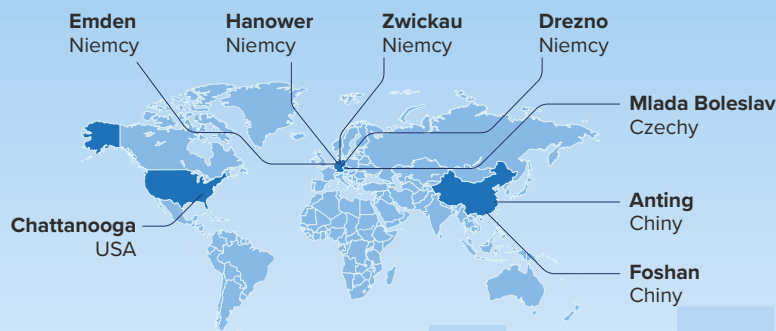 Emden
Niemcy
Hanower
Niemcy
Zwickau
Niemcy
Drezno
Niemcy
Mlada Boleslav
Czechy
Anting
Chiny
Chattanooga
USA
Foshan
Chiny